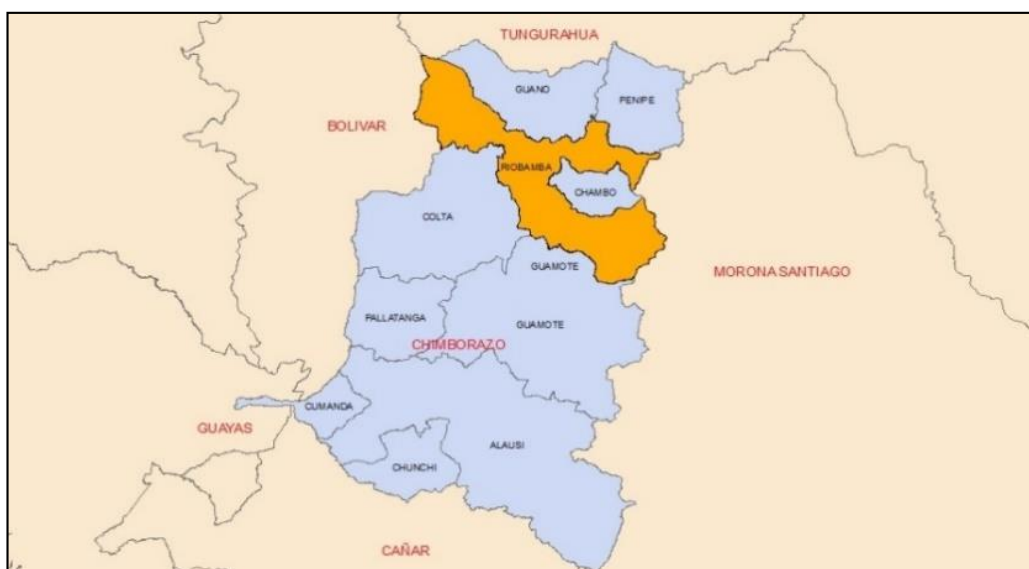 TUNGURAHUA
GUANO
PENIPE
BOLIVAR
RIOBAMBA
CHAMBO
COLTA
GUAMOTE
MORONA SANTIAGO
PALLATANGA
GUAMOTE
CHIMBORAZO
CUMANDA
GUAYAS
ALAUSI
CHUNCHI
CAÑAR